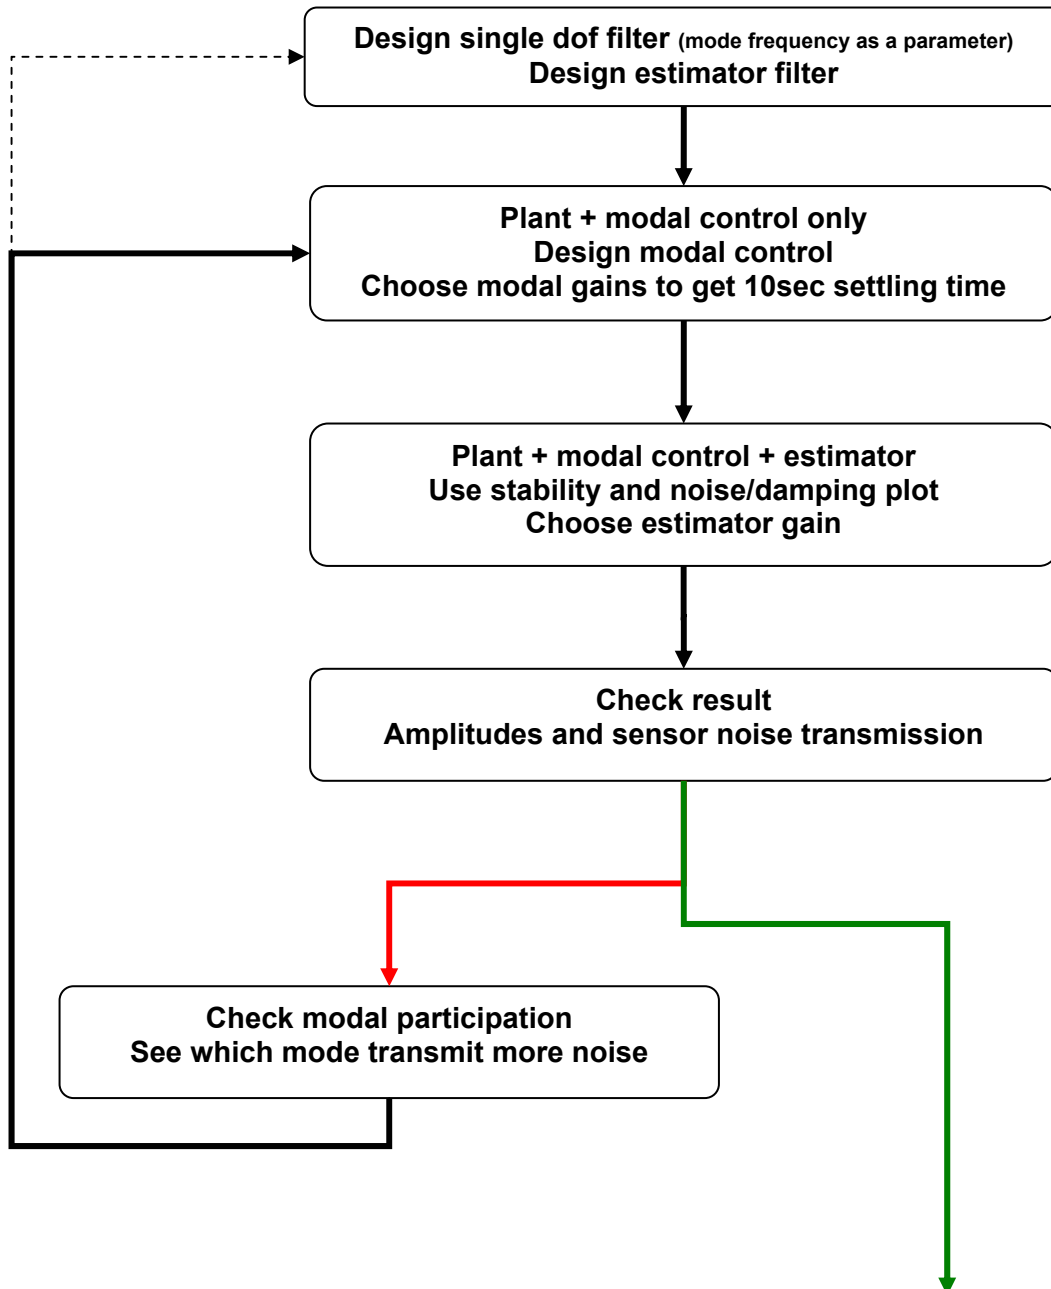 Design single dof filter (mode frequency as a parameter)
Design estimator filter
Plant + modal control only
Design modal control
Choose modal gains to get 10sec settling time
Plant + modal control + estimator
Use stability and noise/damping plot
Choose estimator gain
Check result
Amplitudes and sensor noise transmission
Check modal participation
See which mode transmit more noise